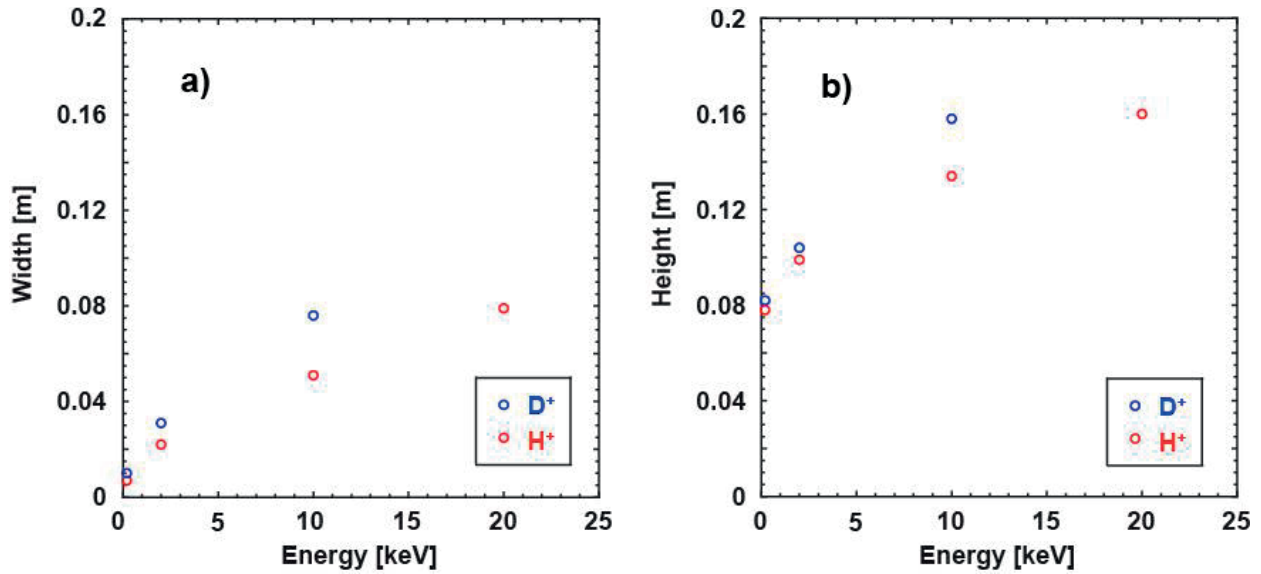 0.2
0.16
0.12
0.08
0.04
0
Width [m]
a)
D+
H+
0 5 10 15 20 25
Energy [keV]
0.2
0.16
0.12
0.08
0.04
0
Height [m]
b)
D+
H+
0 5 10 15 20 25
Energy [keV]